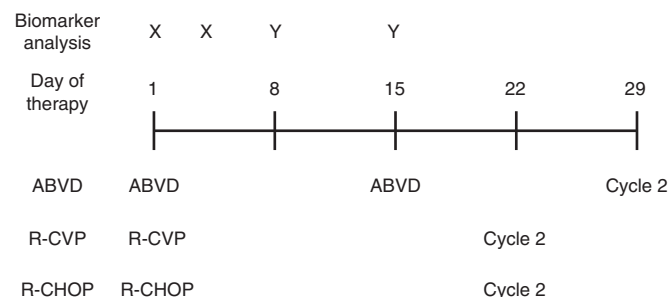 Biomarker
analysis X X Y Y
Day of
therapy 1 8 15 22 29
ABVD ABVD ABVD Cycle 2
R-CVP R-CVP Cycle 2
R-CHOP R-CHOP Cycle 2